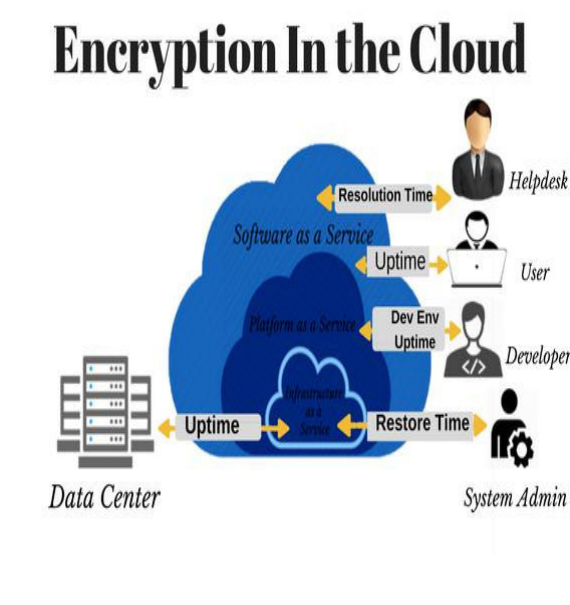 Encryption In the Cloud
Resolution Time
Helpdesk
Software as a Service
Uptime
User
Platform as a Service
Dev Env
Uptime
Developer
Infrastructure
as a
Service
Uptime
Restore Time
Data Center
System Admin